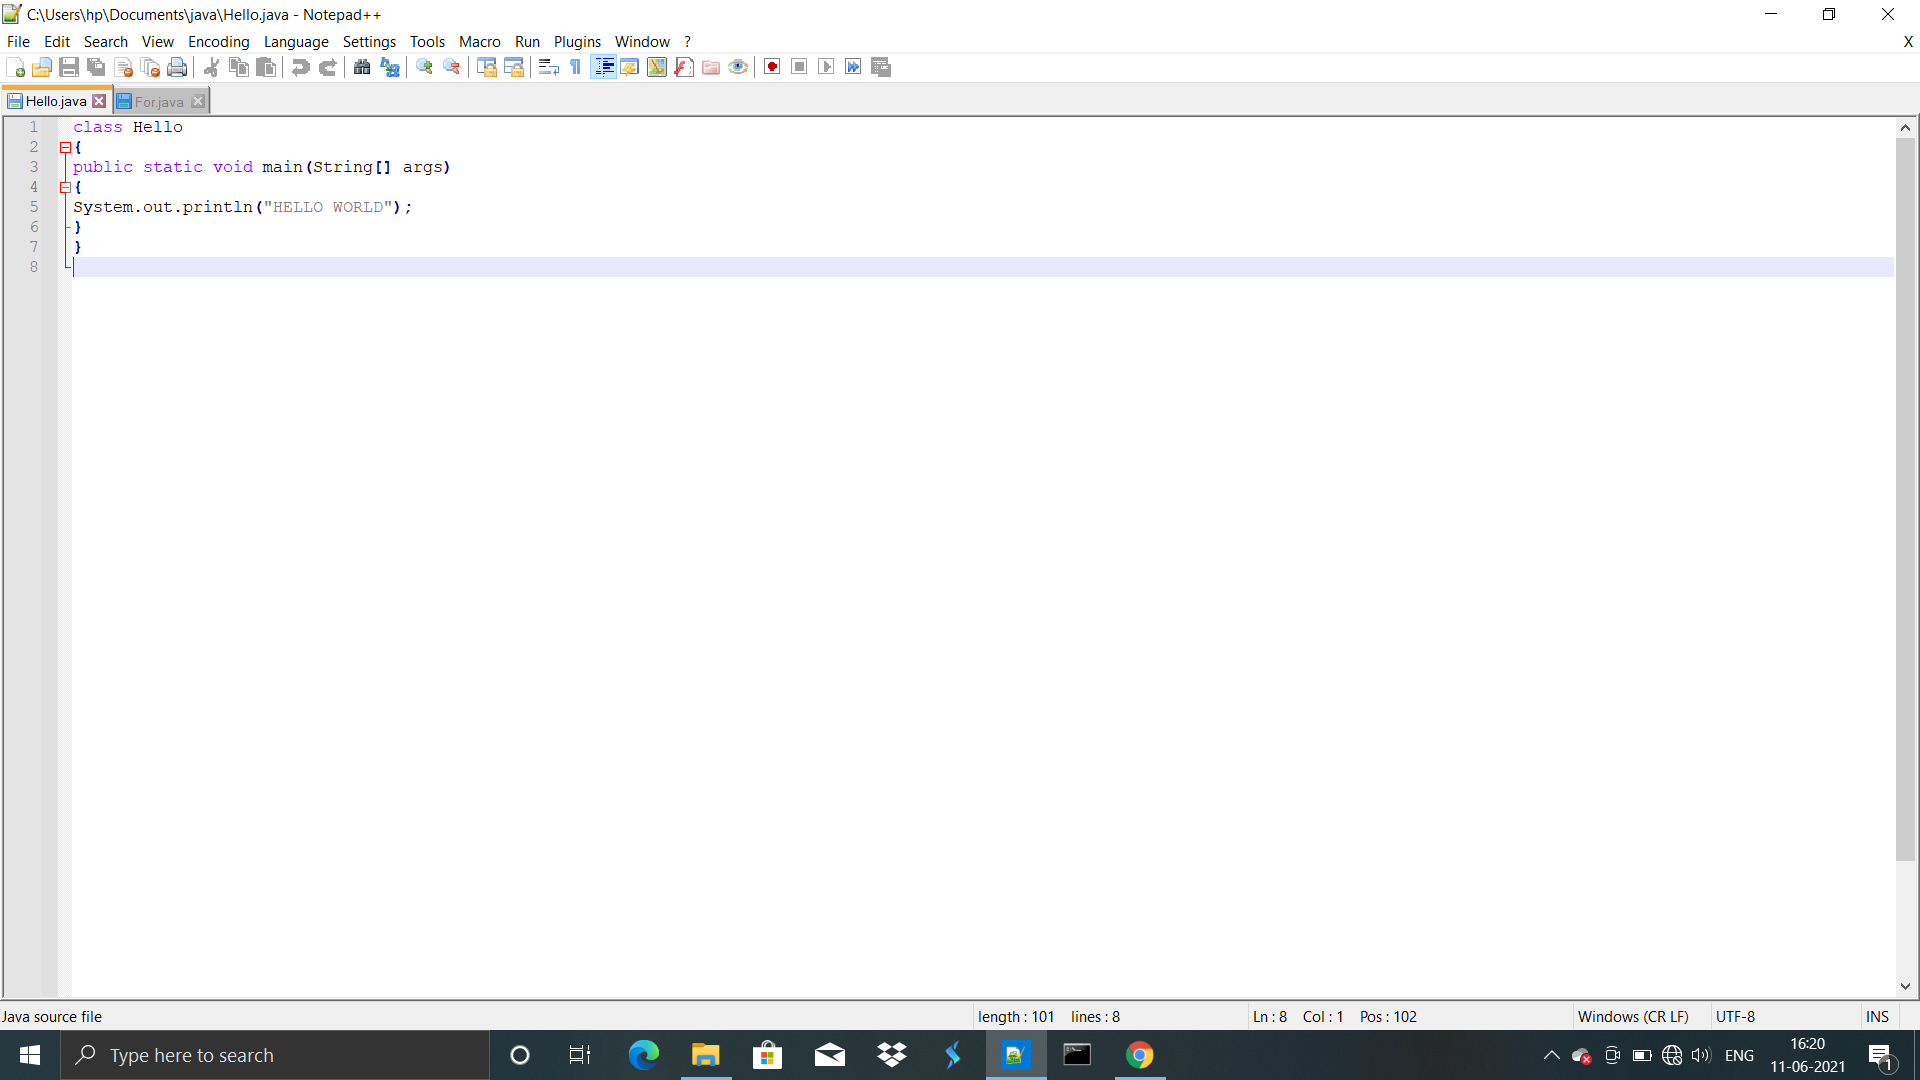 C:\Users\hp\Documents\java\Hello.java - Notepad++
File Edit Search View Encoding Language Settings Tools Macro Run Plugins Window ? X
Hello.java For.java
1 class Hello
2 {
3 public static void main(String[] args)
4 {
5 System.out.println("HELLO WORLD");
6 }
7 }
8
Java source file length : 101 lines : 8 Ln : 8 Col : 1 Pos : 102 Windows (CR LF) UTF-8 INS
Type here to search ENG 16:20
11-06-2021 1